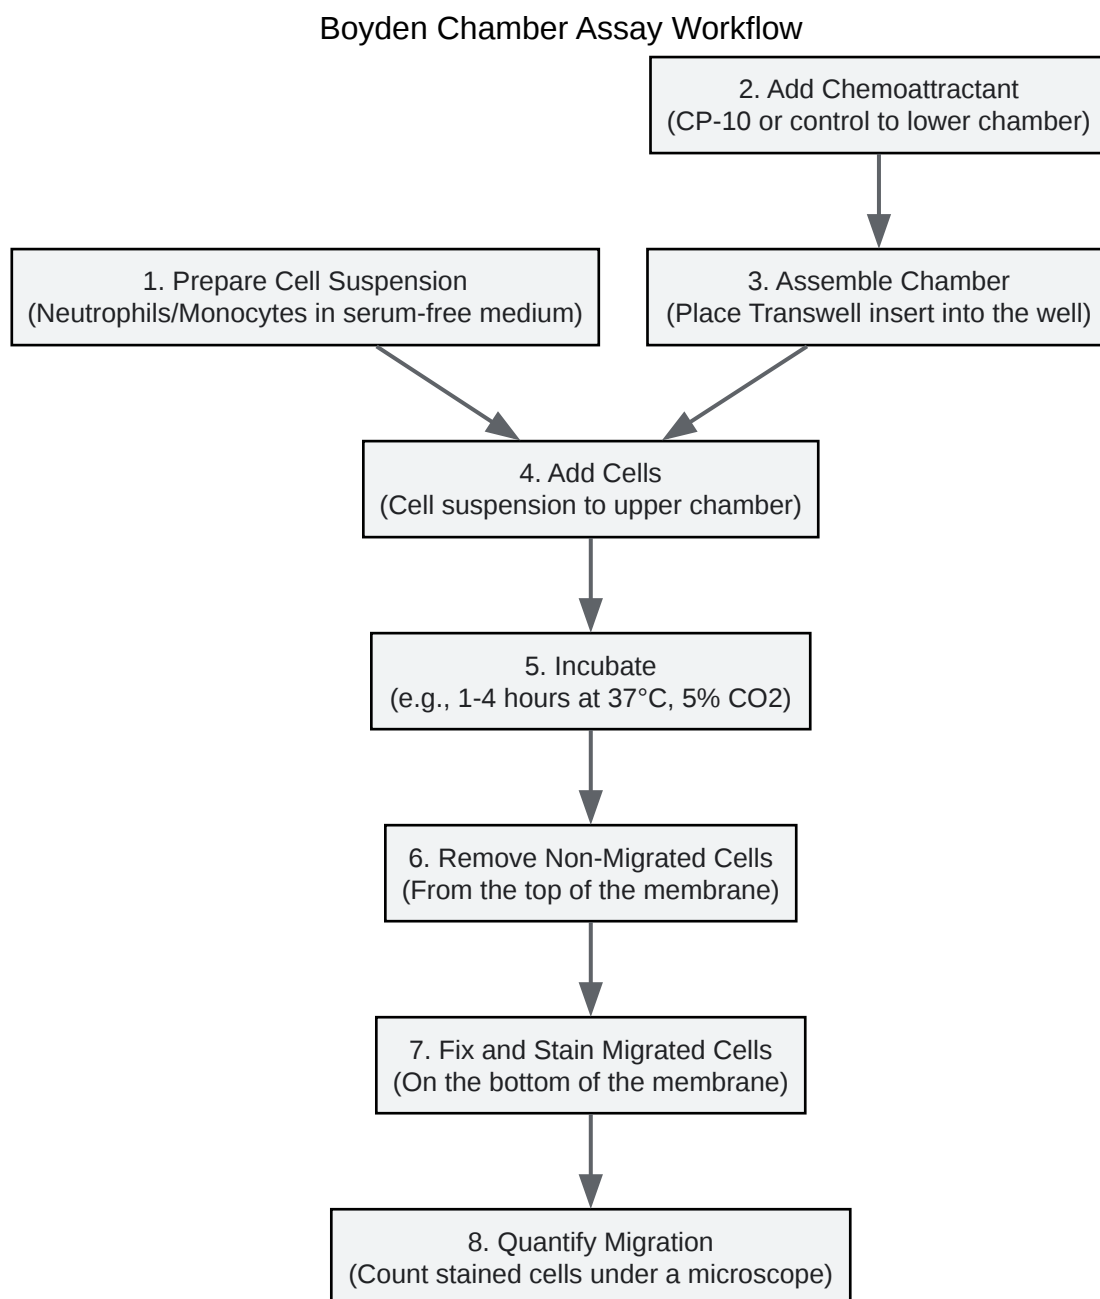 Boyden Chamber Assay Workflow
2. Add Chemoattractant
(CP-10 or control to lower chamber)
1. Prepare Cell Suspension
(Neutrophils/Monocytes in serum-free medium)
3. Assemble Chamber
(Place Transwell insert into the well)
4. Add Cells
(Cell suspension to upper chamber)
5. Incubate
(e.g., 1-4 hours at 37°C, 5% CO2)
6. Remove Non-Migrated Cells
(From the top of the membrane)
7. Fix and Stain Migrated Cells
(On the bottom of the membrane)
8. Quantify Migration
(Count stained cells under a microscope)